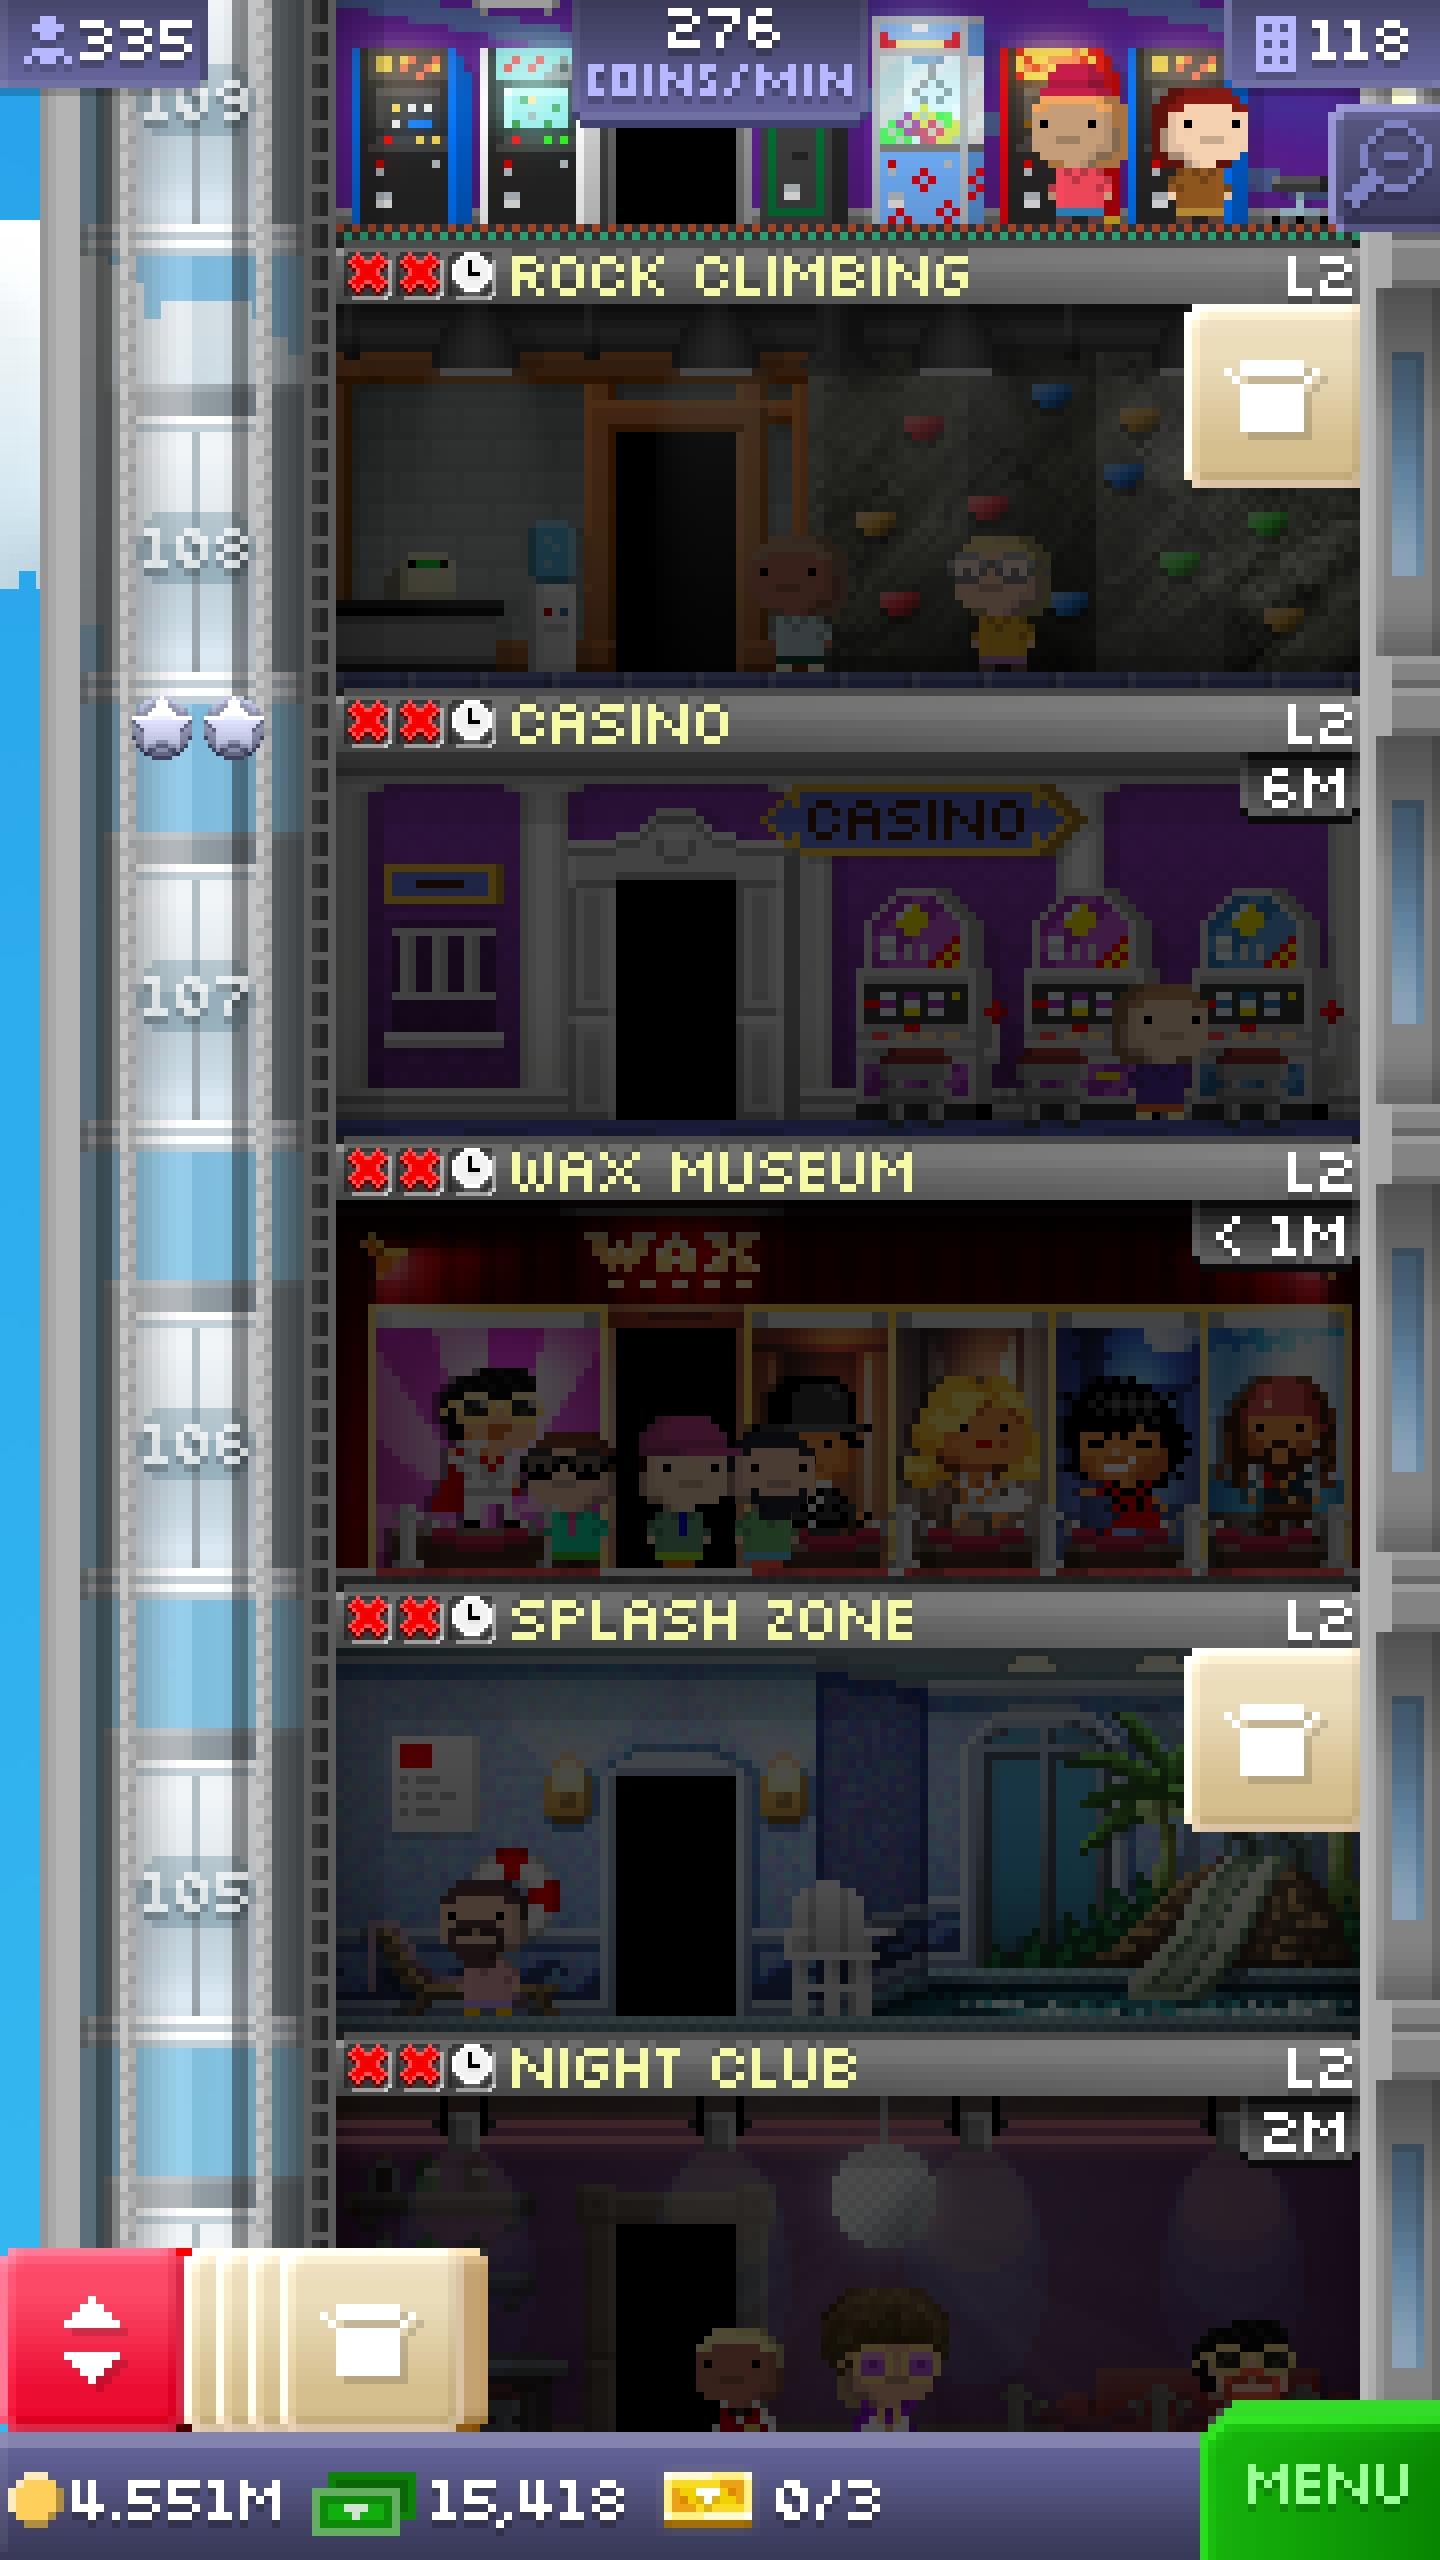 335
276
COINS/MIN
118
109
ROCK CLIMBING L2
108
CASINO L2
6M
CASINO
107
WAX MUSEUM L2
< 1M
WAX
106
SPLASH ZONE L2
105
NIGHT CLUB L2
2M
4.551M 15,418 0/3 MENU